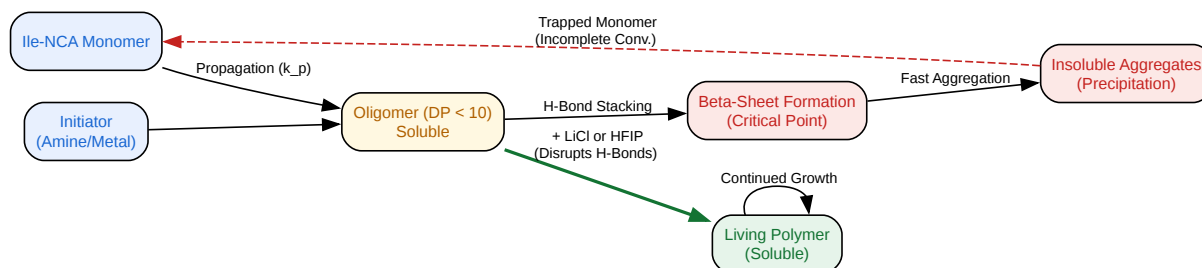 Ile-NCA Monomer
Initiator
(Amine/Metal)
Propagation (k_p)
Trapped Monomer
(Incomplete Conv.)
Oligomer (DP < 10)
Soluble
H-Bond Stacking
+ LiCl or HFIP
(Disrupts H-Bonds)
Beta-Sheet Formation
(Critical Point)
Fast Aggregation
Insoluble Aggregates
(Precipitation)
Continued Growth
Living Polymer
(Soluble)